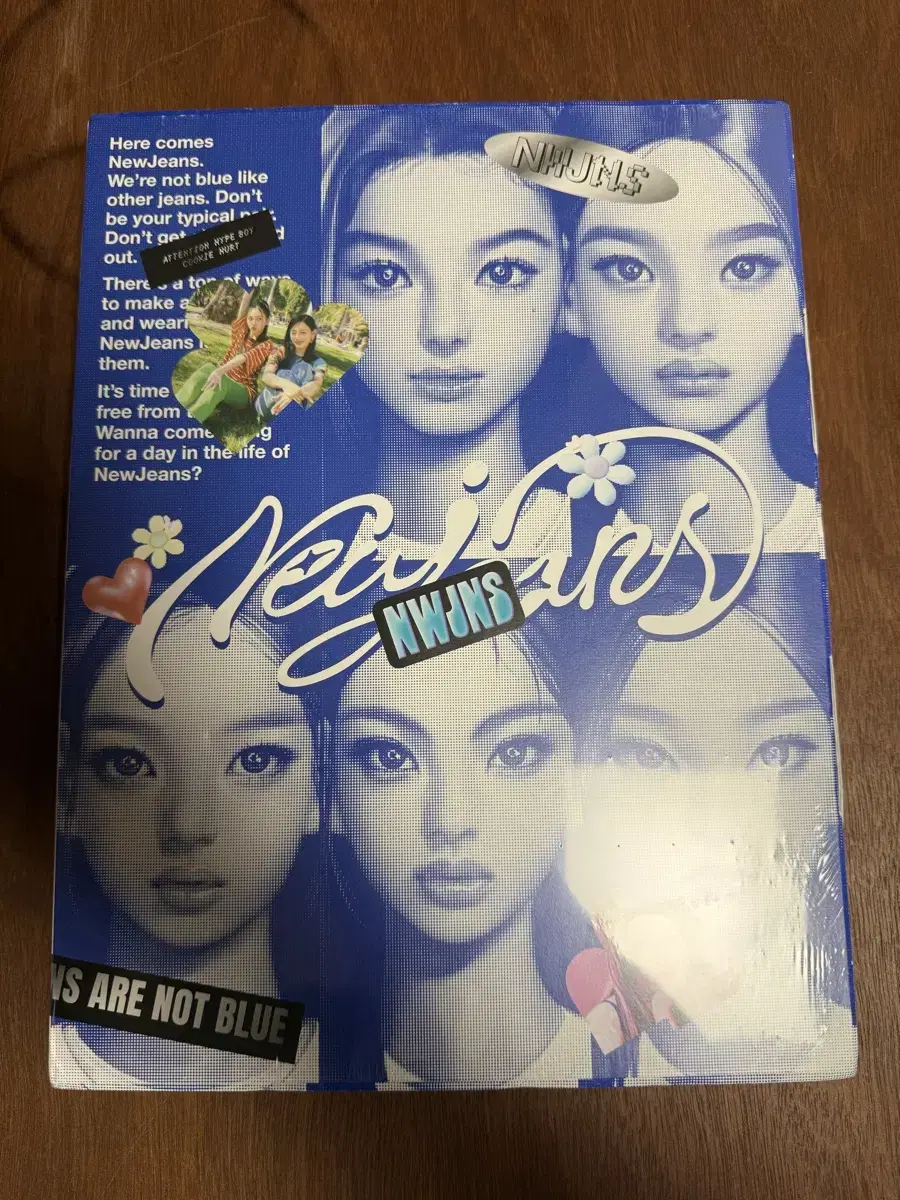 Here comes
NewJeans.
We're not blue like
other jeans. Don't
be your typical
Don't get
out.
ATTENTION HYPE BOY
COOKIE HURT
There's a ton of ways
to make a
and weari
NewJeans
them.
It's time
free from
Wanna come
for a day in the life of
NewJeans?
NWJNS
NewJeans
NWJNS
NS ARE NOT BLUE